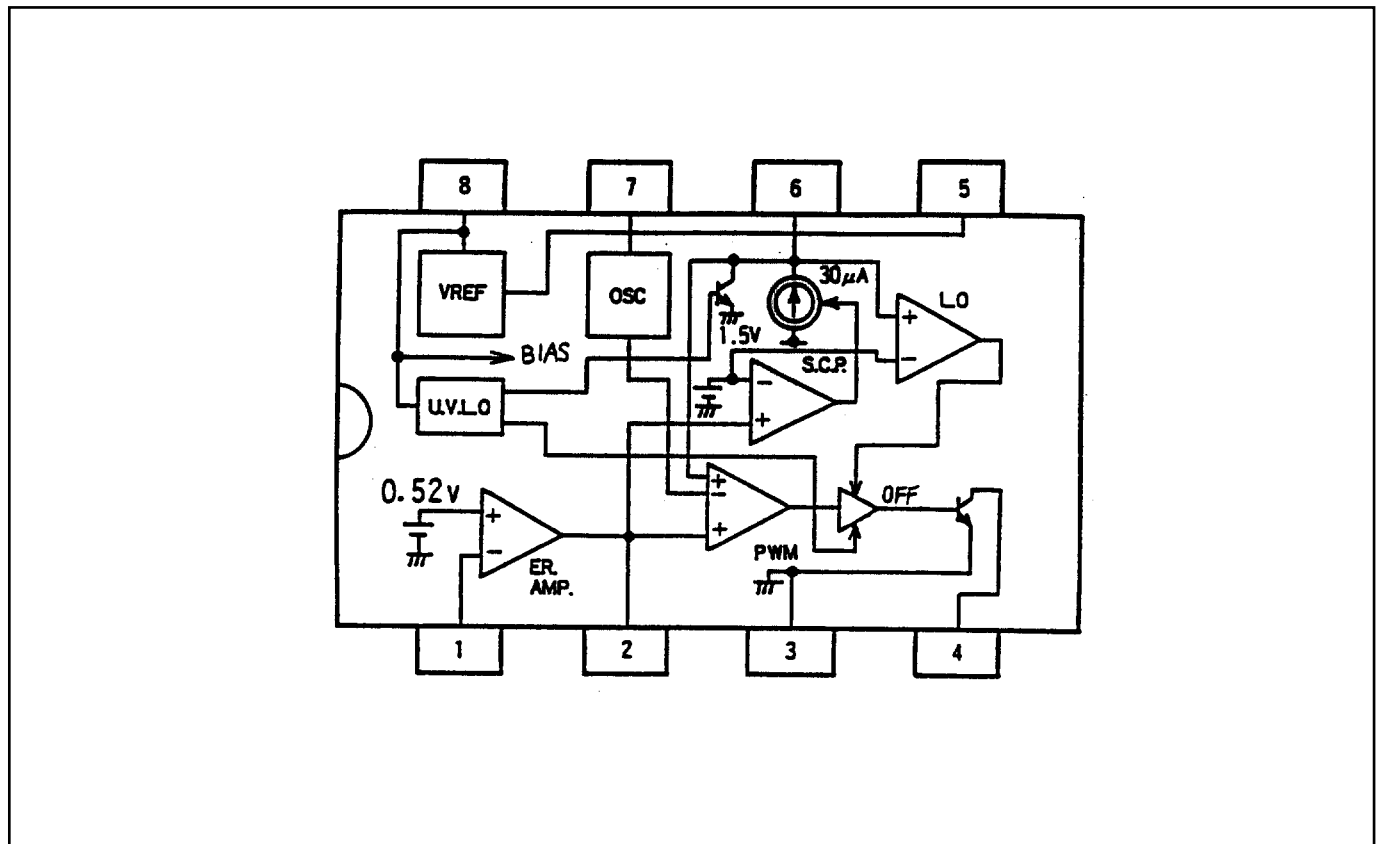 8
7
6
5
VREF
OSC
30μA
L.O
+
1.5V
BIAS
S.C.P.
−
−
U.V.L.O
+
0.52v
+
−
+
OFF
+
−
ER.
AMP.
PWM
1
2
3
4